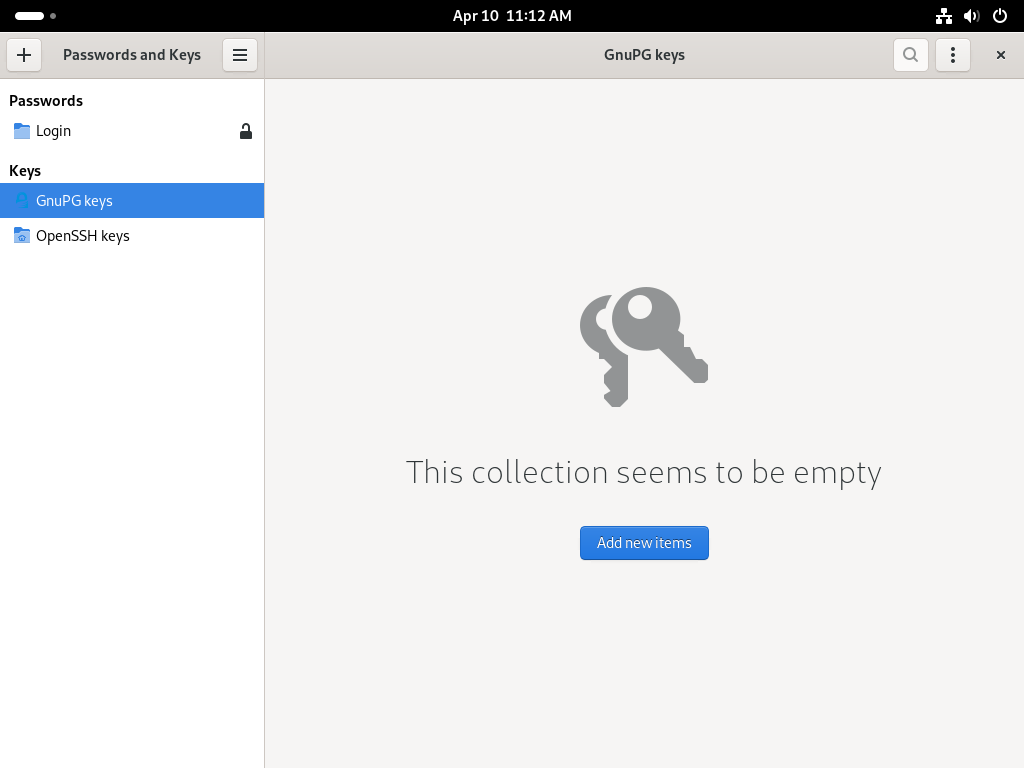 Apr 10  11:12 AM
Passwords and Keys
GnuPG keys
Passwords
Login
Keys
GnuPG keys
OpenSSH keys
This collection seems to be empty
Add new items